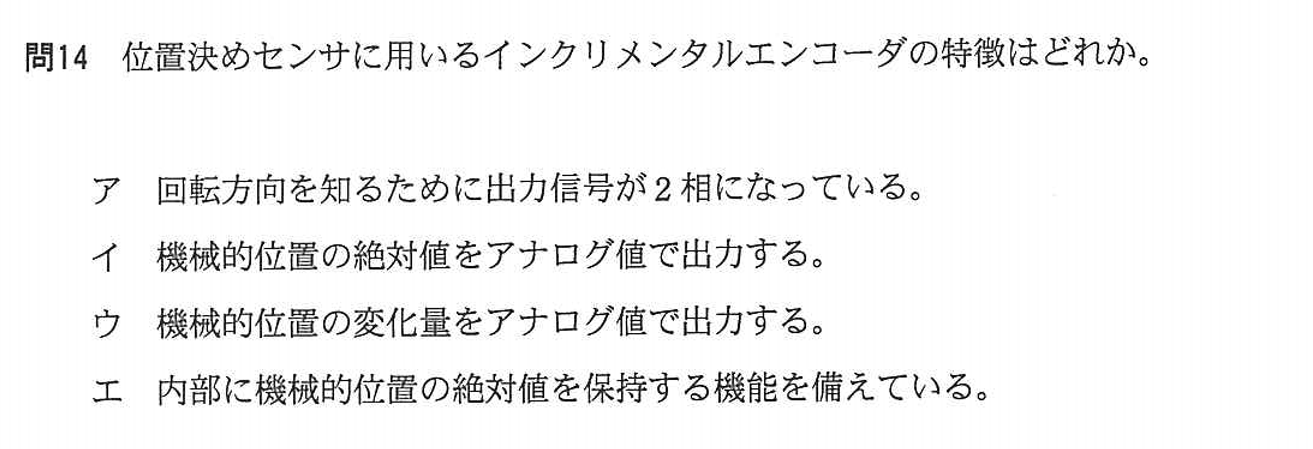 問14 位置決めセンサに用いるインクリメンタルエンコーダの特徴はどれか。
ア 回転方向を知るために出力信号が2相になっている。
イ 機械的位置の絶対値をアナログ値で出力する。
ウ 機械的位置の変化量をアナログ値で出力する。
エ 内部に機械的位置の絶対値を保持する機能を備えている。